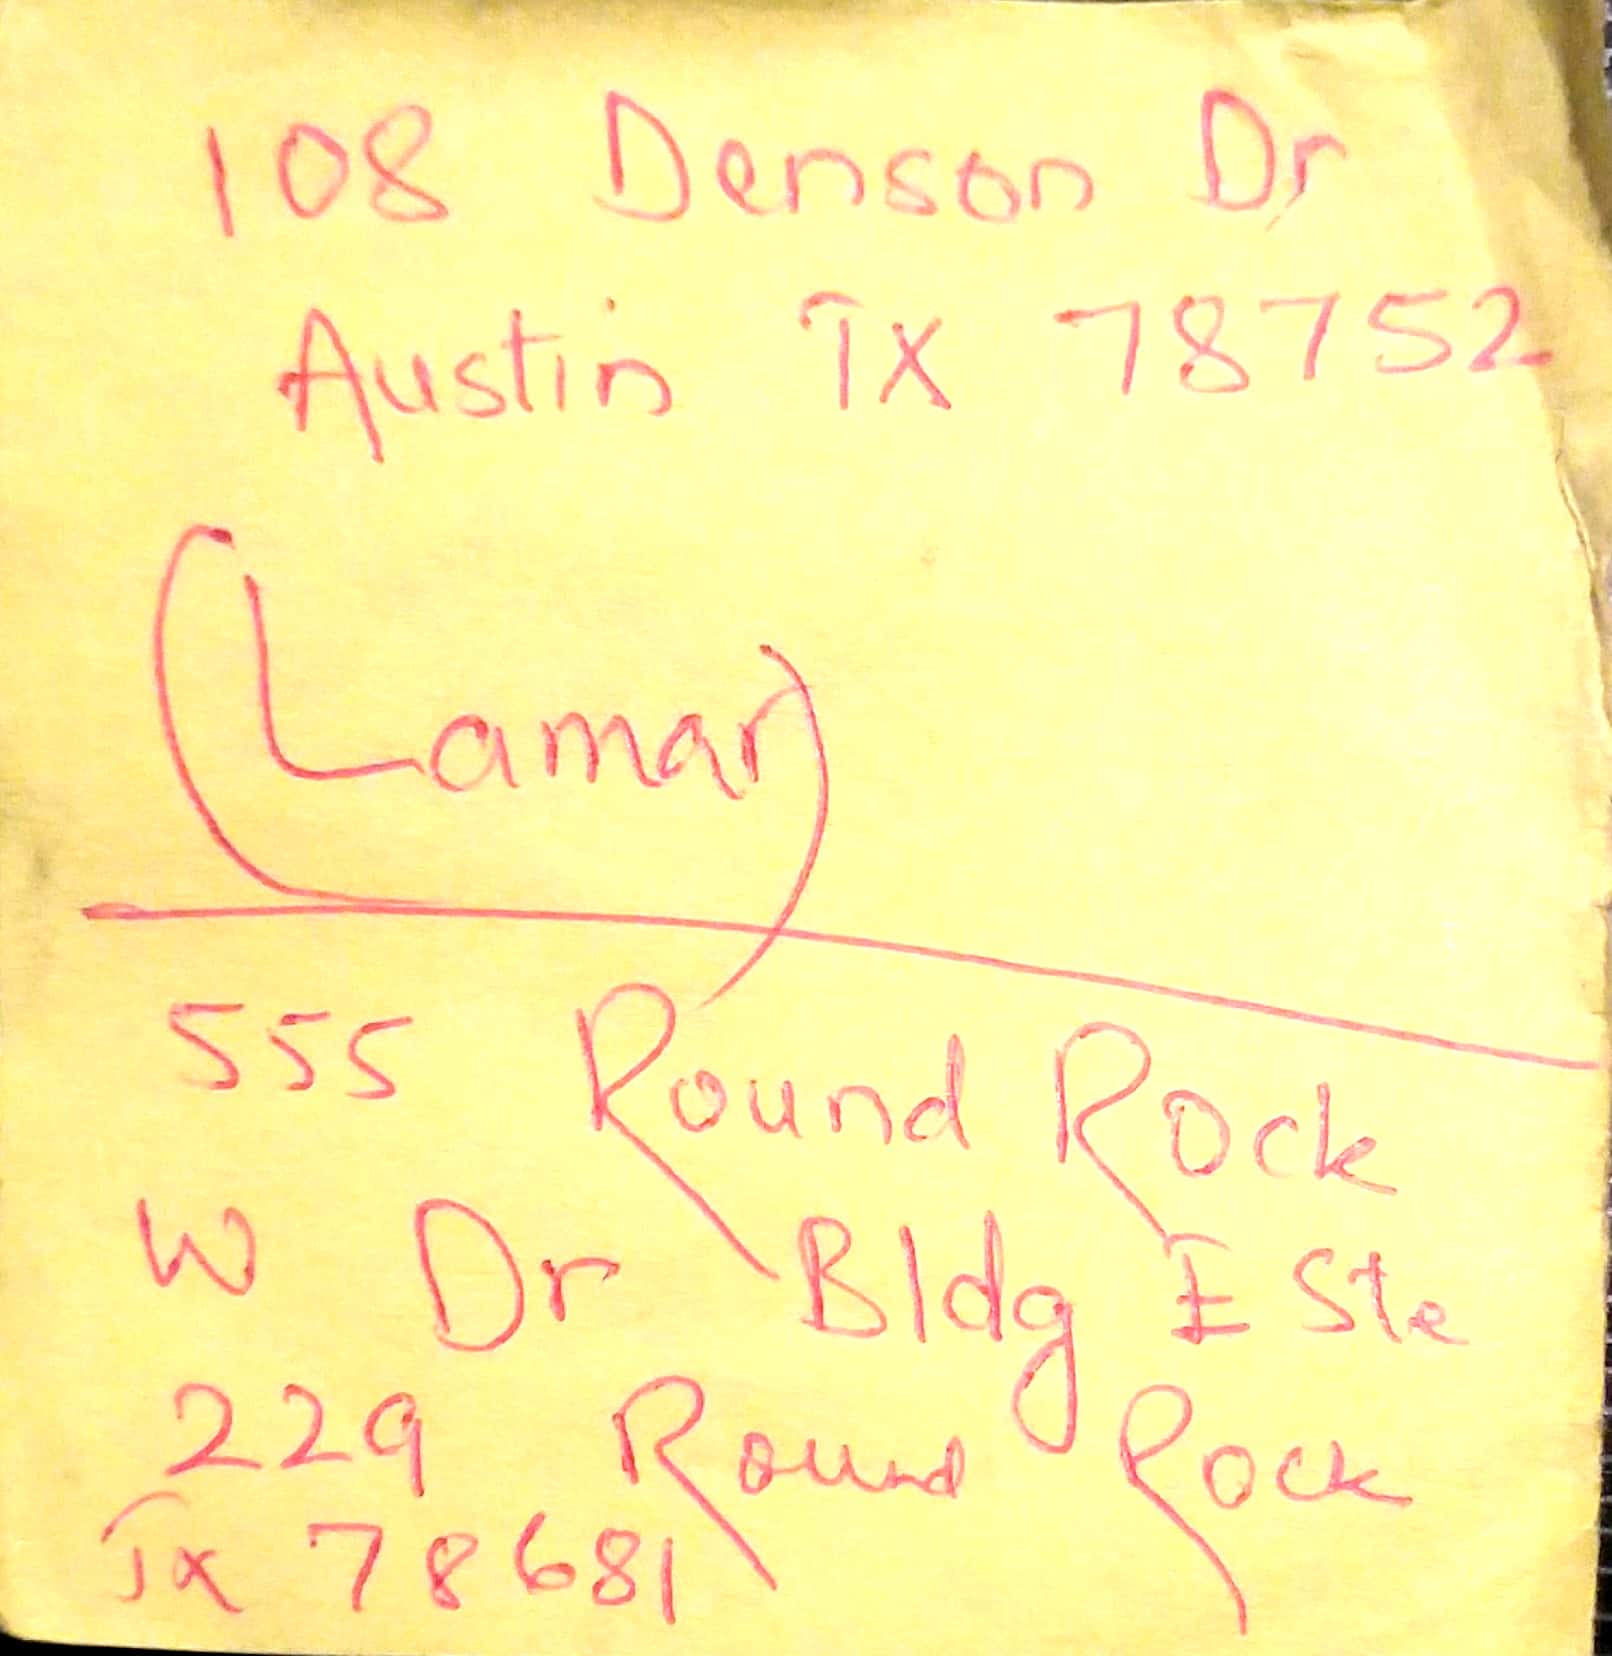 108 Denson Dr
Austin TX 78752
(Lamar)
555 Round Rock
W Dr Bldg E Ste
229 Round Rock
Tx 78681